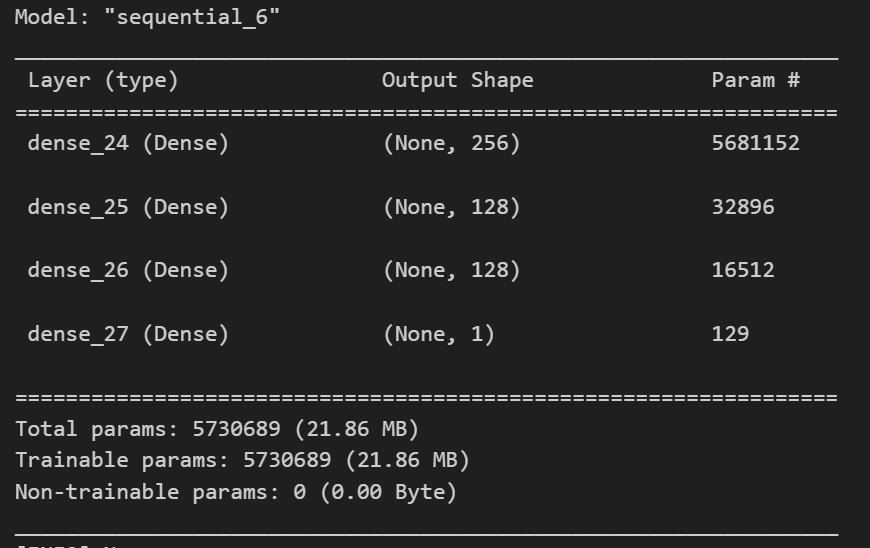 Model: "sequential_6"
_________________________________________________________________
Layer (type) Output Shape Param #
=================================================================
dense_24 (Dense) (None, 256) 5681152
dense_25 (Dense) (None, 128) 32896
dense_26 (Dense) (None, 128) 16512
dense_27 (Dense) (None, 1) 129
=================================================================
Total params: 5730689 (21.86 MB)
Trainable params: 5730689 (21.86 MB)
Non-trainable params: 0 (0.00 Byte)
_________________________________________________________________